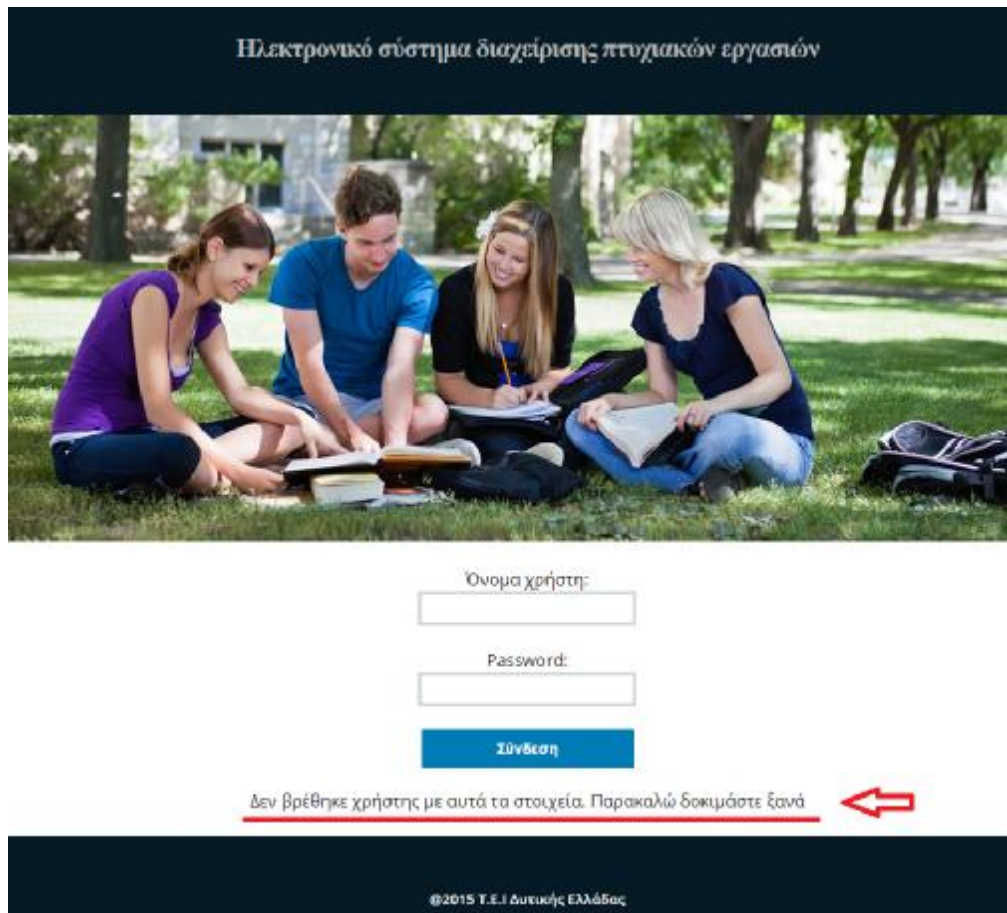 Ηλεκτρονικό σύστημα διαχείρισης πτυχιακών εργασιών
Όνομα χρήστη:
Password:
Σύνδεση
Δεν βρέθηκε χρήστης με αυτά τα στοιχεία. Παρακαλώ δοκιμάστε ξανά
@2015 Τ.Ε.Ι Δυτικής Ελλάδας